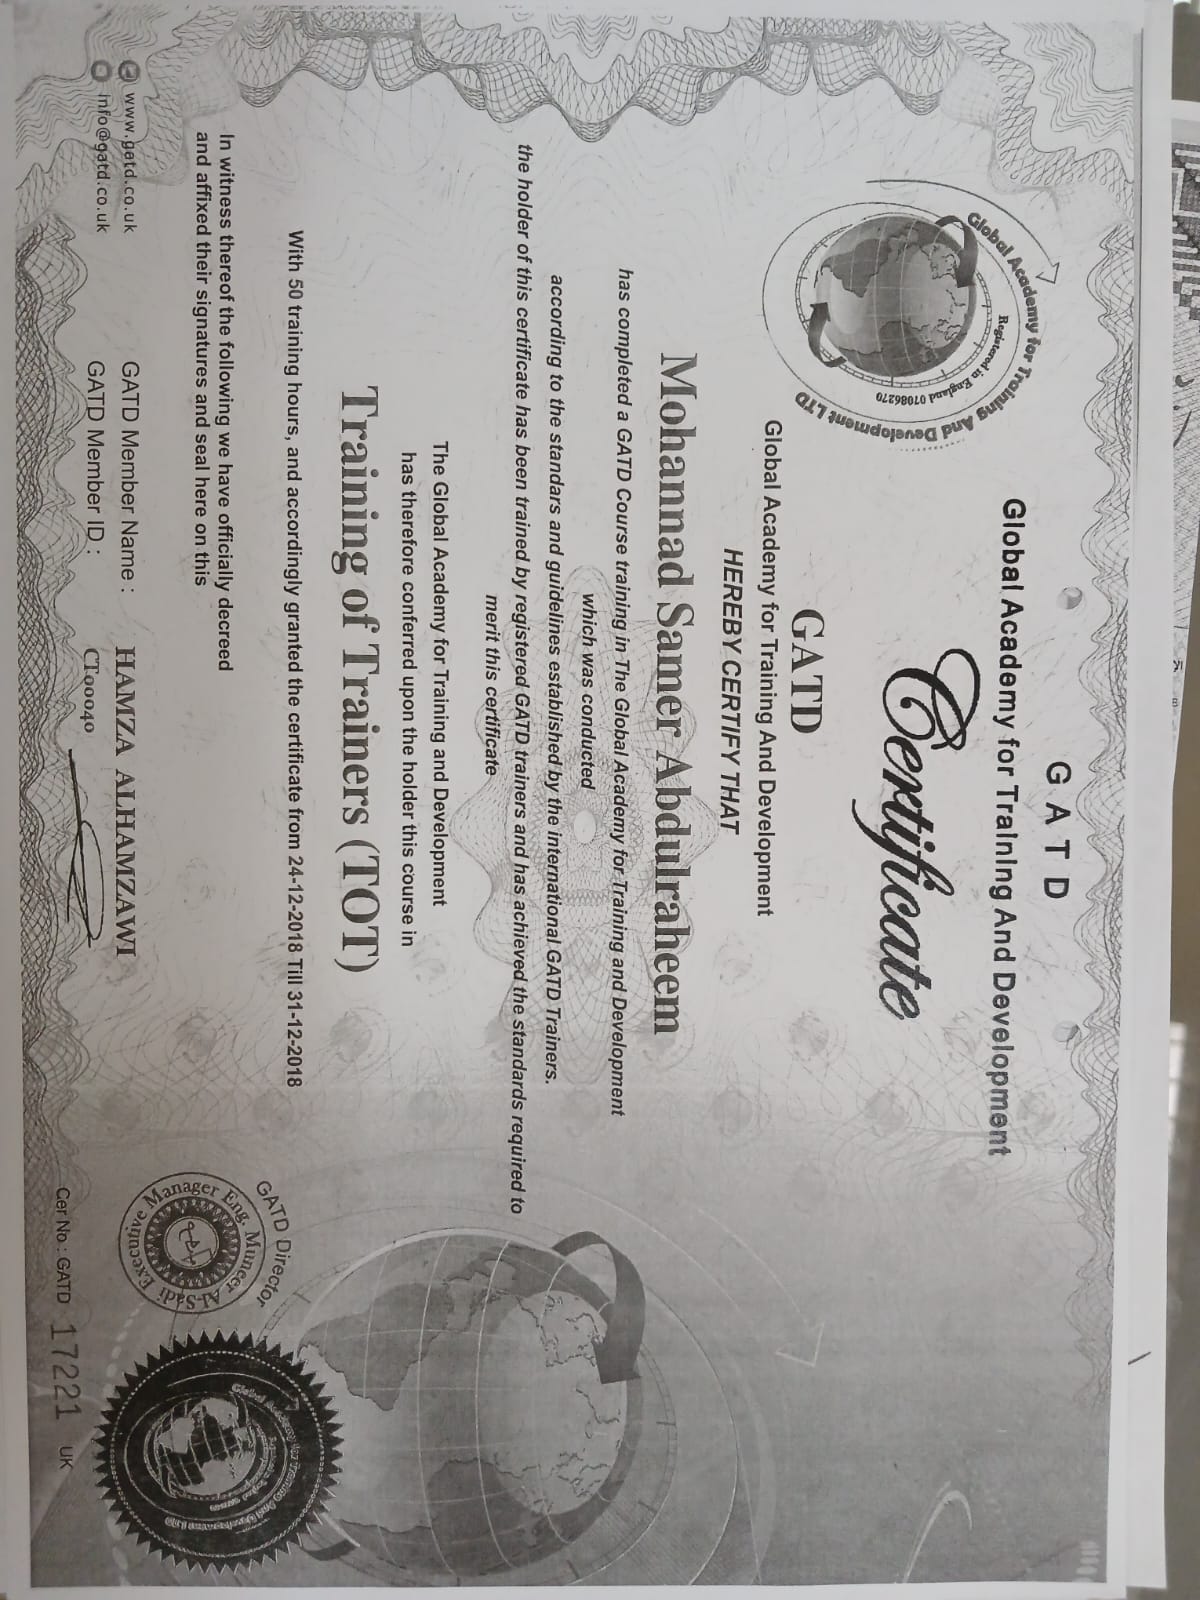 G A T D
Global Academy for Training And Development
Certificate
Global Academy for Training And Development LTD
Registered in England 07086270
GATD
Global Academy for Training And Development
HEREBY CERTIFY THAT
Mohannad Samer Abdulraheem
has completed a GATD Course training in The Global Academy for Training and Development
which was conducted
according to the standars and guidelines established by the international GATD Trainers.
the holder of this certificate has been trained by registered GATD trainers and has achieved the standards required to
merit this certificate
The Global Academy for Training and Development
has therefore conferred upon the holder this course in
Training of Trainers (TOT)
With 50 training hours, and accordingly granted the certificate from 24-12-2018 Till 31-12-2018
In witness thereof the following we have officially decreed
and affixed their signatures and seal here on this
www.gatd.co.uk
info@gatd.co.uk
GATD Member Name : HAMZA ALHAMZAWI
GATD Member ID : CT00040
GATD Director
Executive Manager Eng. Muneer Al-Sadi
Cer No : GATD 17221 UK